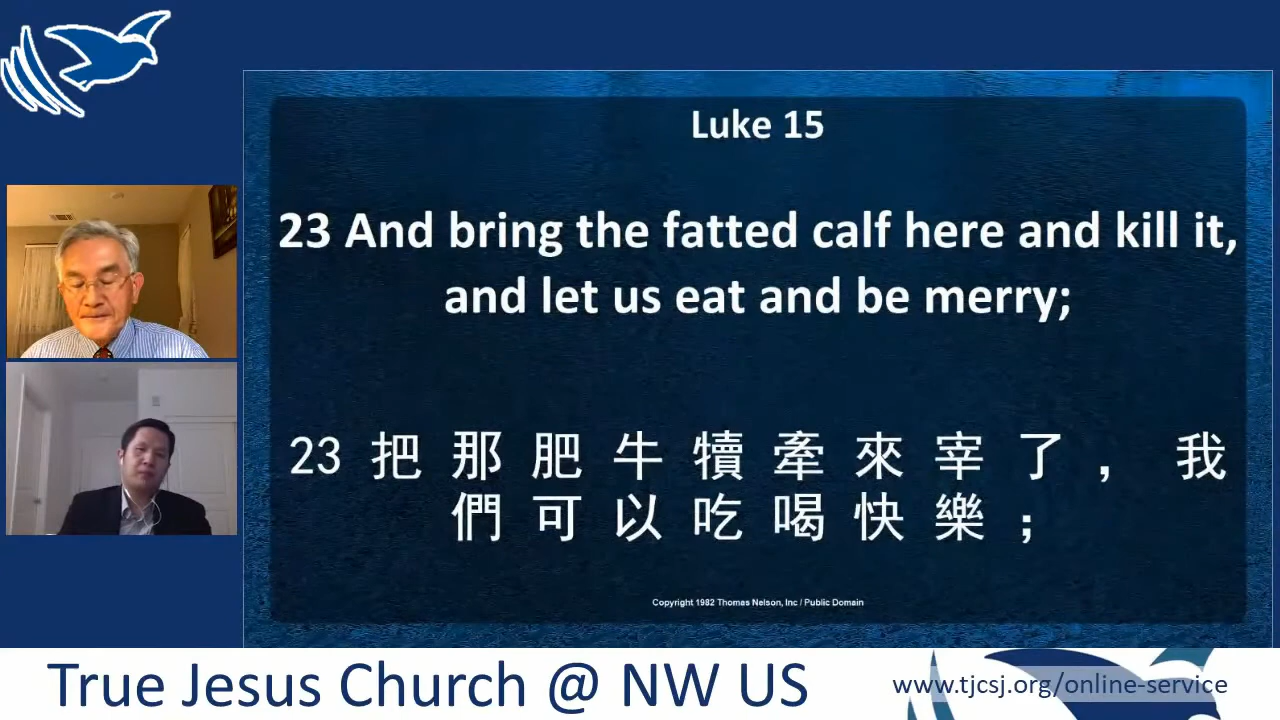 Luke 15
23 And bring the fatted calf here and kill it,
and let us eat and be merry;
23 把 那 肥 牛 犢 牽 來 宰 了 ， 我
們 可 以 吃 喝 快 樂 ；
Copyright 1982 Thomas Nelson, Inc / Public Domain
True Jesus Church @ NW US
www.tjcsj.org/online-service